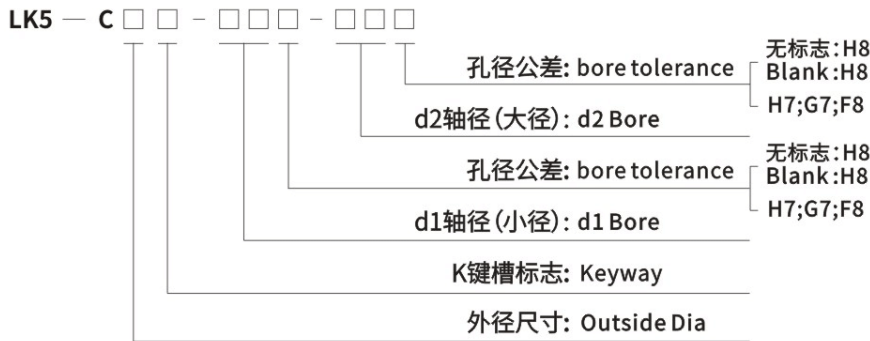 LK5 — C□□-□□□-□□□
无标志:H8
孔径公差: bore tolerance
Blank:H8
H7;G7;F8
d2轴径(大径): d2 Bore
无标志:H8
孔径公差: bore tolerance
Blank:H8
H7;G7;F8
d1轴径(小径): d1 Bore
K键槽标志: Keyway
外径尺寸: Outside Dia